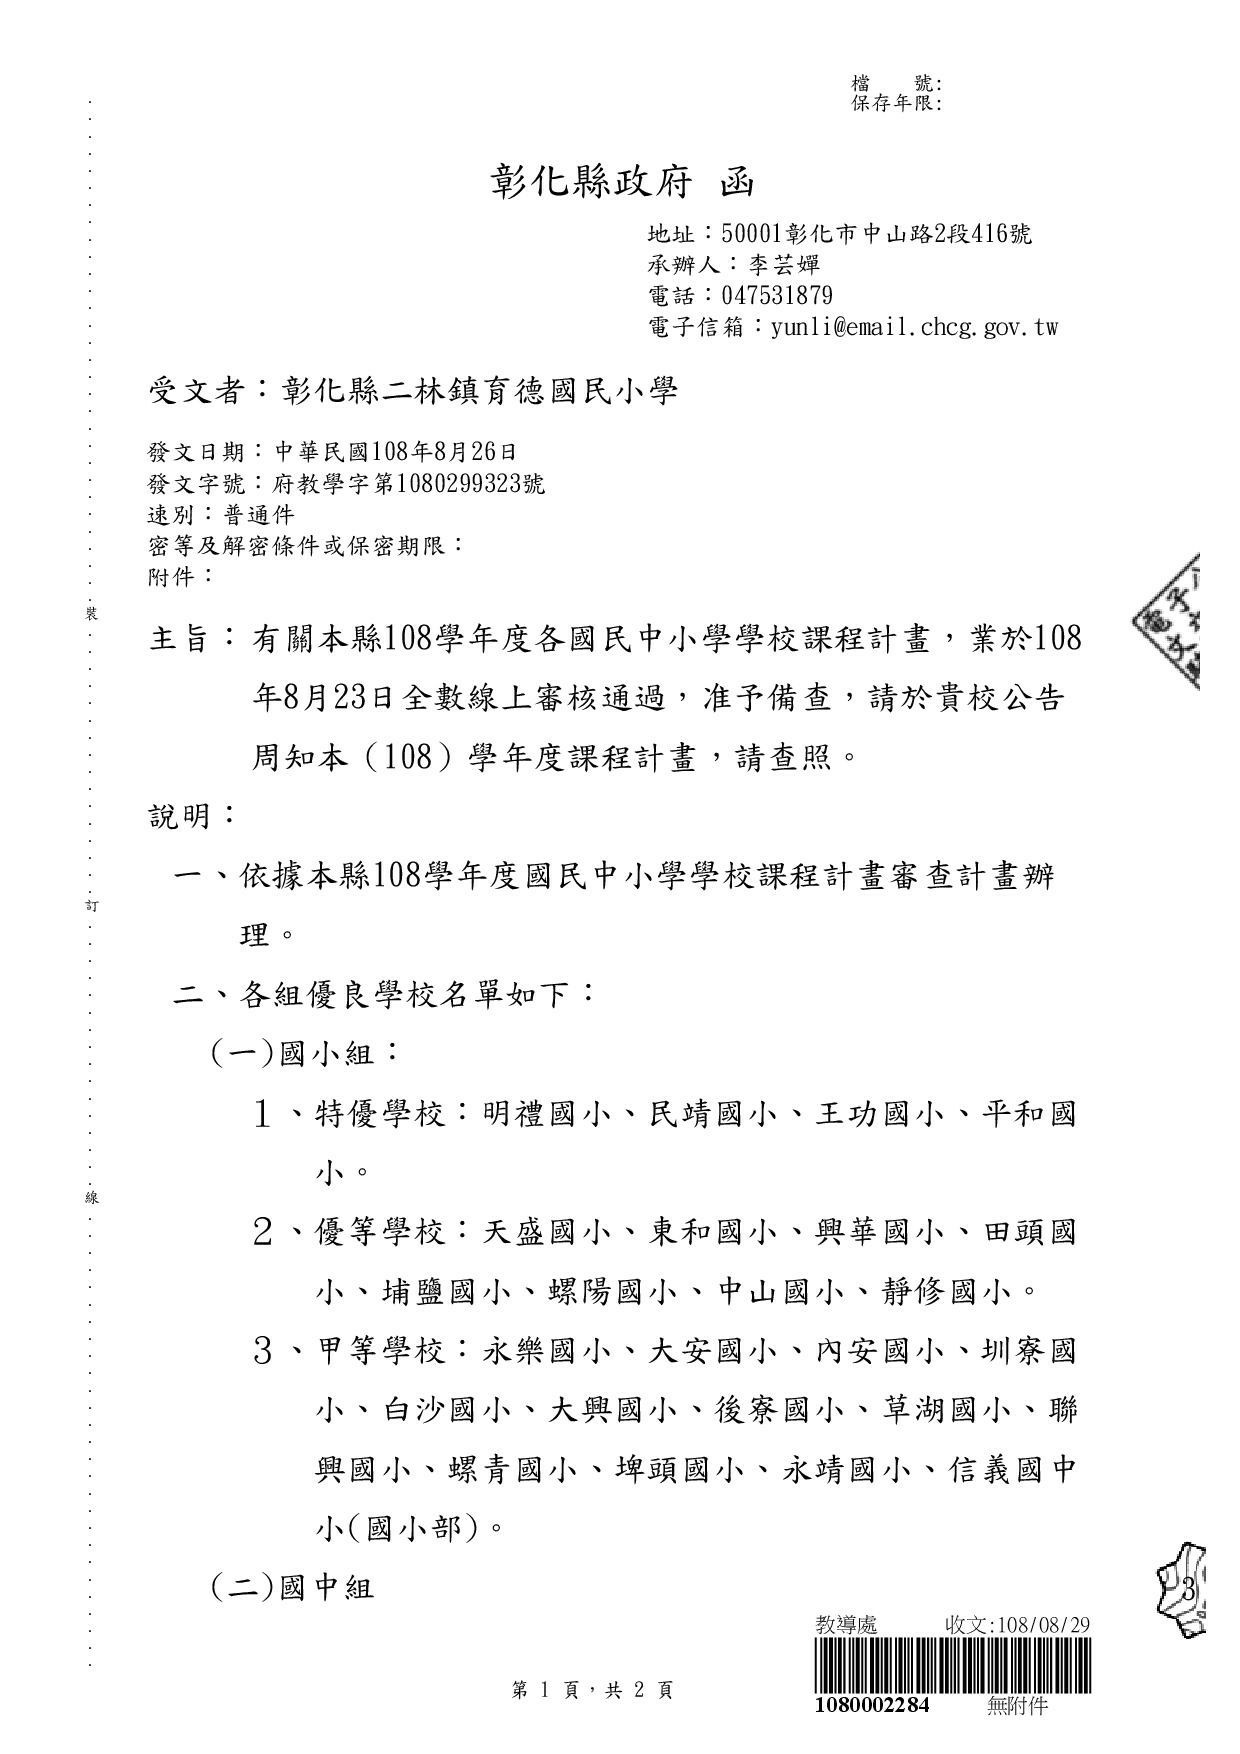 檔　　號:
保存年限:
彰化縣政府 函
地址：50001彰化市中山路2段416號
承辦人：李芸嬋
電話：047531879
電子信箱：yunli@email.chcg.gov.tw
受文者：彰化縣二林鎮育德國民小學
發文日期：中華民國108年8月26日
發文字號：府教學字第1080299323號
速別：普通件
密等及解密條件或保密期限：
附件：
裝
電子
文
主旨：有關本縣108學年度各國民中小學學校課程計畫，業於108
年8月23日全數線上審核通過，准予備查，請於貴校公告
周知本（108）學年度課程計畫，請查照。
說明：
一、依據本縣108學年度國民中小學學校課程計畫審查計畫辦
訂
理。
二、各組優良學校名單如下：
(一)國小組：
１、特優學校：明禮國小、民靖國小、王功國小、平和國
小。
線
２、優等學校：天盛國小、東和國小、興華國小、田頭國
小、埔鹽國小、螺陽國小、中山國小、靜修國小。
３、甲等學校：永樂國小、大安國小、內安國小、圳寮國
小、白沙國小、大興國小、後寮國小、草湖國小、聯
興國小、螺青國小、埤頭國小、永靖國小、信義國中
小(國小部)。
(二)國中組
3
教導處 收文:108/08/29
1080002284 無附件
第 1 頁，共 2 頁